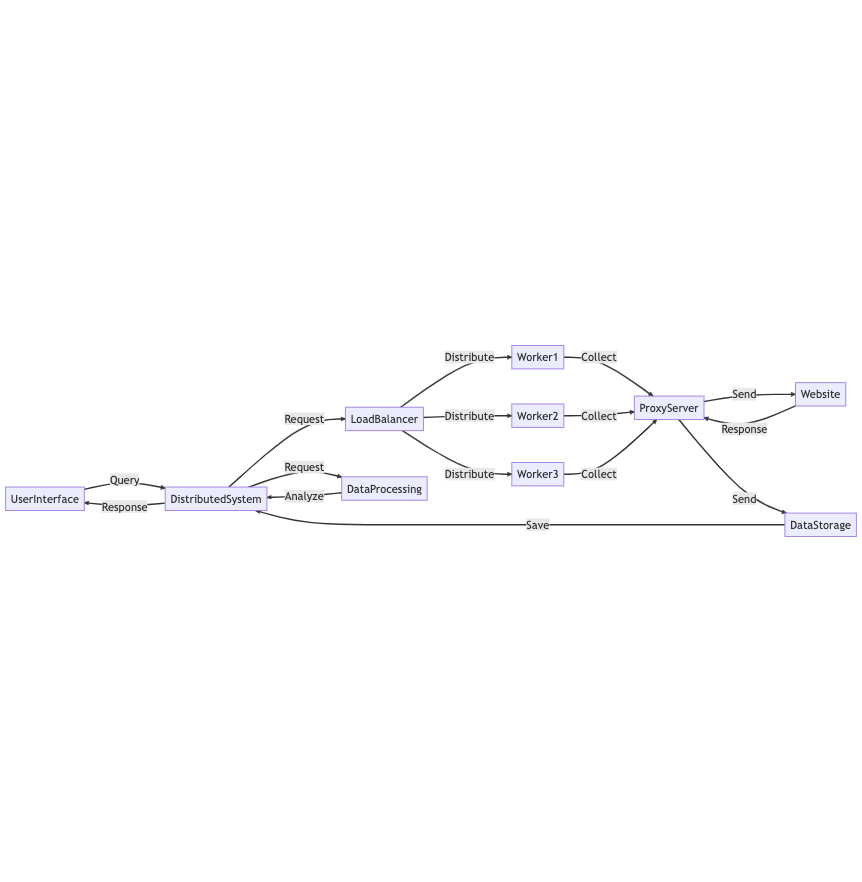 Distribute
Worker1
Collect
Send
Website
ProxyServer
Request
LoadBalancer
Distribute
Worker2
Collect
Response
Request
Distribute
Worker3
Collect
Query
DataProcessing
UserInterface
DistributedSystem
Analyze
Send
Response
Save
DataStorage